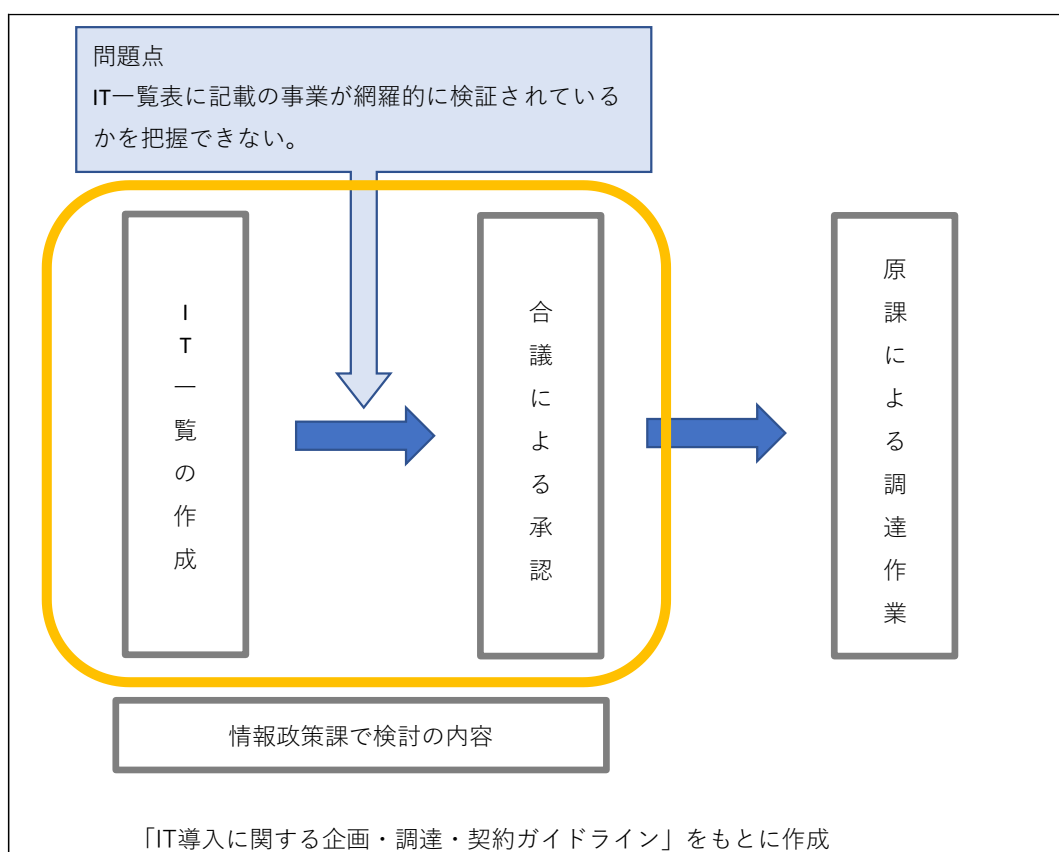 問題点
IT一覧表に記載の事業が網羅的に検証されている
かを把握できない。
IT一覧の作成
合議による承認
原課による調達作業
情報政策課で検討の内容
「IT導入に関する企画・調達・契約ガイドライン」をもとに作成